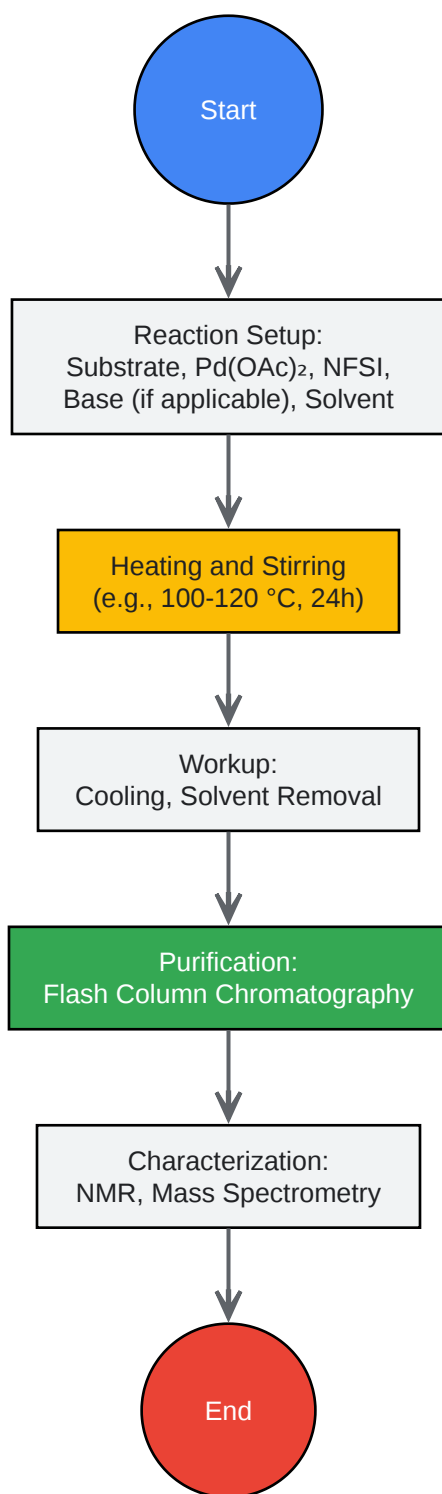 Start
Reaction Setup:
Substrate, Pd(OAc)₂, NFSI,
Base (if applicable), Solvent
Heating and Stirring
(e.g., 100-120 °C, 24h)
Workup:
Cooling, Solvent Removal
Purification:
Flash Column Chromatography
Characterization:
NMR, Mass Spectrometry
End